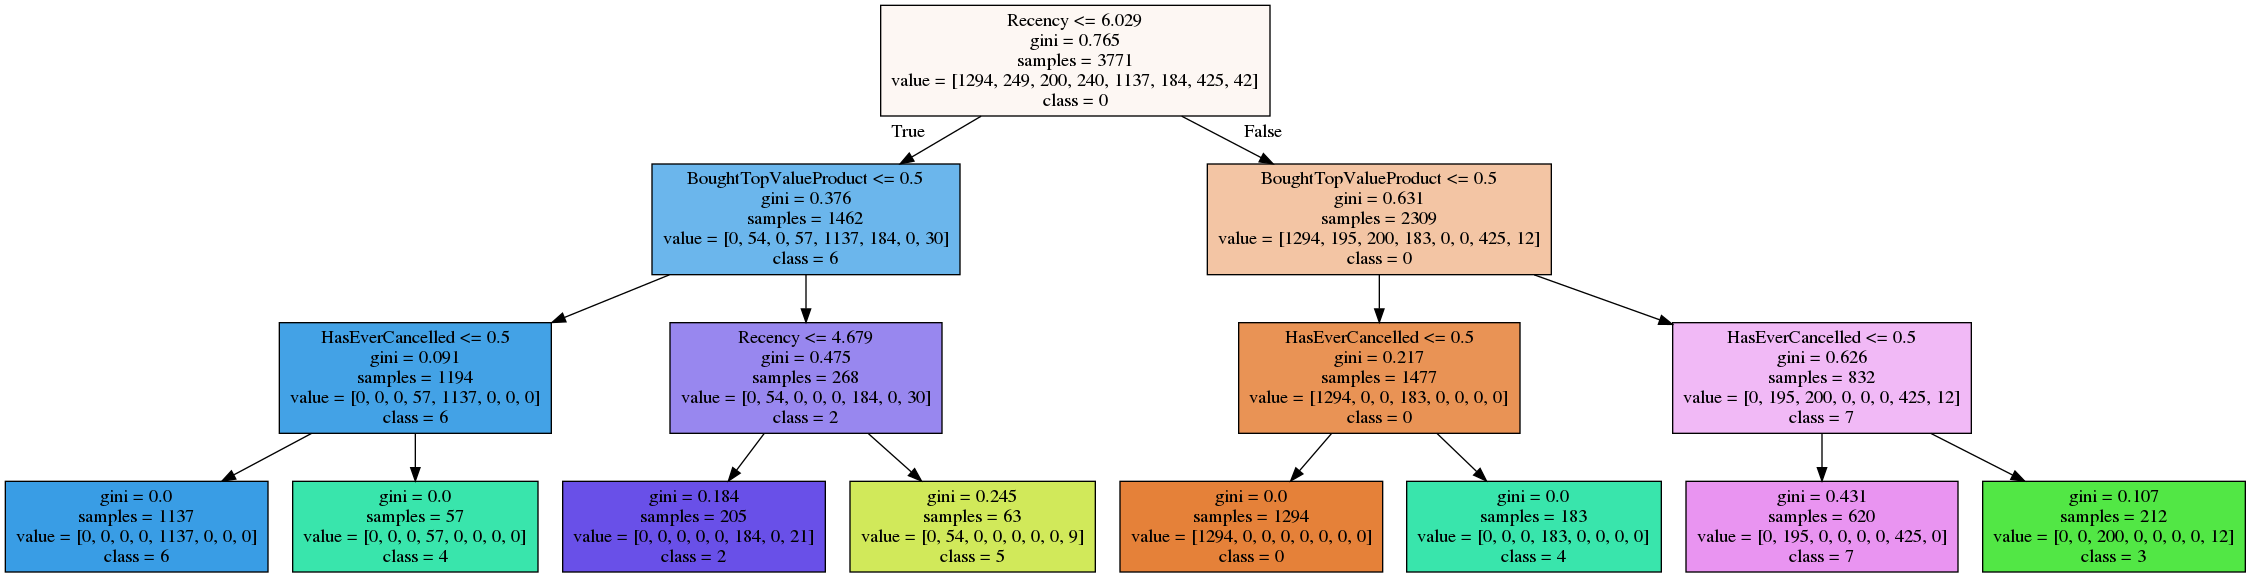 Recency <= 6.029
gini = 0.765
samples = 3771
value = [1294, 249, 200, 240, 1137, 184, 425, 42]
class = 0
True
False
BoughtTopValueProduct <= 0.5
gini = 0.376
samples = 1462
value = [0, 54, 0, 57, 1137, 184, 0, 30]
class = 6
BoughtTopValueProduct <= 0.5
gini = 0.631
samples = 2309
value = [1294, 195, 200, 183, 0, 0, 425, 12]
class = 0
HasEverCancelled <= 0.5
gini = 0.091
samples = 1194
value = [0, 0, 0, 57, 1137, 0, 0, 0]
class = 6
Recency <= 4.679
gini = 0.475
samples = 268
value = [0, 54, 0, 0, 0, 184, 0, 30]
class = 2
HasEverCancelled <= 0.5
gini = 0.217
samples = 1477
value = [1294, 0, 0, 183, 0, 0, 0, 0]
class = 0
HasEverCancelled <= 0.5
gini = 0.626
samples = 832
value = [0, 195, 200, 0, 0, 0, 425, 12]
class = 7
gini = 0.0
samples = 1137
value = [0, 0, 0, 0, 1137, 0, 0, 0]
class = 6
gini = 0.0
samples = 57
value = [0, 0, 0, 57, 0, 0, 0, 0]
class = 4
gini = 0.184
samples = 205
value = [0, 0, 0, 0, 0, 184, 0, 21]
class = 2
gini = 0.245
samples = 63
value = [0, 54, 0, 0, 0, 0, 0, 9]
class = 5
gini = 0.0
samples = 1294
value = [1294, 0, 0, 0, 0, 0, 0, 0]
class = 0
gini = 0.0
samples = 183
value = [0, 0, 0, 183, 0, 0, 0, 0]
class = 4
gini = 0.431
samples = 620
value = [0, 195, 0, 0, 0, 0, 425, 0]
class = 7
gini = 0.107
samples = 212
value = [0, 0, 200, 0, 0, 0, 0, 12]
class = 3